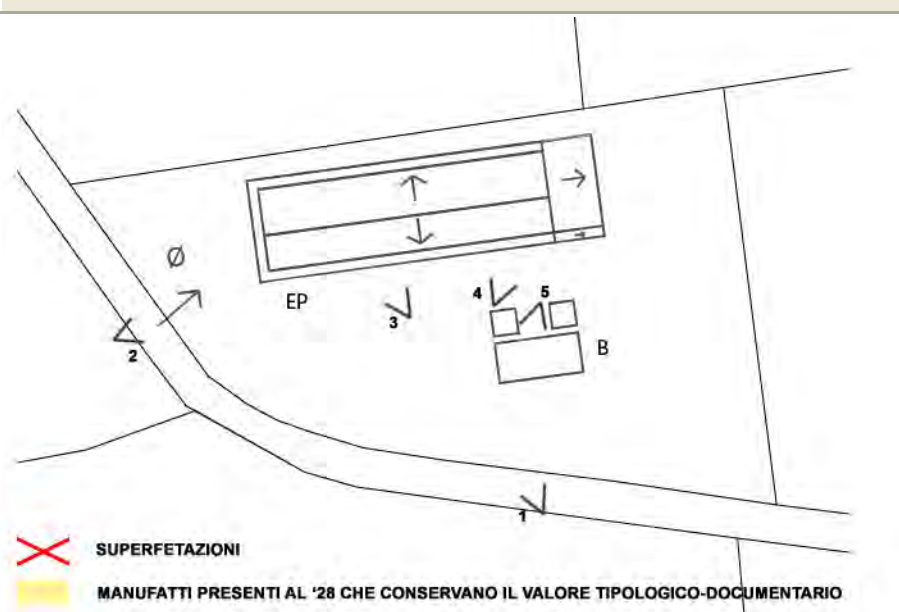 Ø
EP
4
5
3
2
B
1
SUPERFETAZIONI
MANUFATTI PRESENTI AL '28 CHE CONSERVANO IL VALORE TIPOLOGICO-DOCUMENTARIO